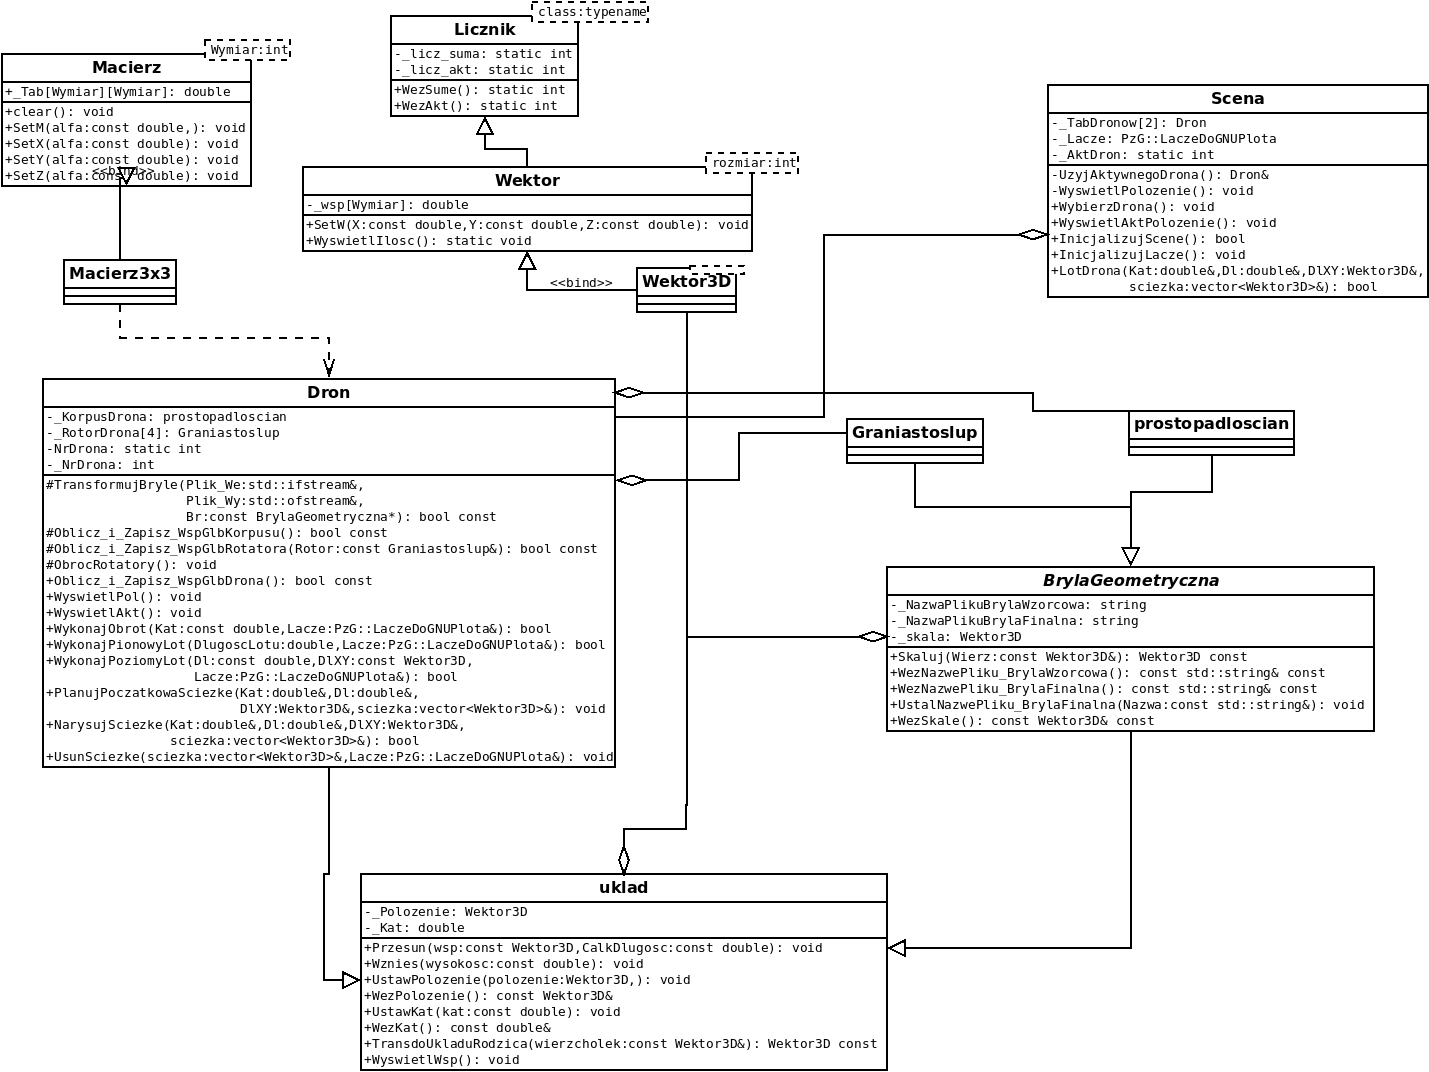 class:typename
Licznik
-_licz_suma: static int
-_licz_akt: static int
+WezSume(): static int
+WezAkt(): static int
Wymiar:int
Macierz
+_Tab[Wymiar][Wymiar]: double
+clear(): void
+SetM(alfa:const double,): void
+SetX(alfa:const double): void
+SetY(alfa:const double): void
+SetZ(alfa:const double): void
<<bind>>
Macierz3x3
rozmiar:int
Wektor
-_wsp[Wymiar]: double
+SetW(X:const double,Y:const double,Z:const double): void
+WyswietlIlosc(): static void
<<bind>>
Wektor3D
Scena
-_TabDronow[2]: Dron
-_Lacze: PzG::LaczeDoGNUPlota
-_AktDron: static int
-UzyjAktywnegoDrona(): Dron&
-WyswietlPolozenie(): void
+WybierzDrona(): void
+WyswietlAktPolozenie(): void
+InicjalizujScene(): bool
+InicjalizujLacze(): void
+LotDrona(Kat:double&,Dl:double&,DlXY:Wektor3D&,
sciezka:vector<Wektor3D>&): bool
Dron
-_KorpusDrona: prostopadloscian
-_RotorDrona[4]: Graniastoslup
-NrDrona: static int
-_NrDrona: int
#TransformujBryle(Plik_We:std::ifstream&,
Plik_Wy:std::ofstream&,
Br:const BrylaGeometryczna*): bool const
#Oblicz_i_Zapisz_WspGlbKorpusu(): bool const
#Oblicz_i_Zapisz_WspGlbRotatora(Rotor:const Graniastoslup&): bool const
#ObrocRotatory(): void
+Oblicz_i_Zapisz_WspGlbDrona(): bool const
+WyswietlPol(): void
+WyswietlAkt(): void
+WykonajObrot(Kat:const double,Lacze:PzG::LaczeDoGNUPlota&): bool
+WykonajPionowyLot(DlugoscLotu:double,Lacze:PzG::LaczeDoGNUPlota&): bool
+WykonajPoziomyLot(Dl:const double,DlXY:const Wektor3D,
Lacze:PzG::LaczeDoGNUPlota&): bool
+PlanujPoczatkowaSciezke(Kat:double&,Dl:double&,
DlXY:Wektor3D&,sciezka:vector<Wektor3D>&): void
+NarysujSciezke(Kat:double&,Dl:double&,DlXY:Wektor3D&,
sciezka:vector<Wektor3D>&): bool
+UsunSciezke(sciezka:vector<Wektor3D>&,Lacze:PzG::LaczeDoGNUPlota&): void
Graniastoslup
prostopadloscian
BrylaGeometryczna
-_NazwaPlikuBrylaWzorcowa: string
-_NazwaPlikuBrylaFinalna: string
-_skala: Wektor3D
+Skaluj(Wierz:const Wektor3D&): Wektor3D const
+WezNazwePliku_BrylaWzorcowa(): const std::string& const
+WezNazwePliku_BrylaFinalna(): const std::string& const
+UstalNazwePliku_BrylaFinalna(Nazwa:const std::string&): void
+WezSkale(): const Wektor3D& const
uklad
-_Polozenie: Wektor3D
-_Kat: double
+Przesun(wsp:const Wektor3D,CalkDlugosc:const double): void
+Wznies(wysokosc:const double): void
+UstawPolozenie(polozenie:Wektor3D,): void
+WezPolozenie(): const Wektor3D&
+UstawKat(kat:const double): void
+WezKat(): const double&
+TransdoUkladuRodzica(wierzcholek:const Wektor3D&): Wektor3D const
+WyswietlWsp(): void